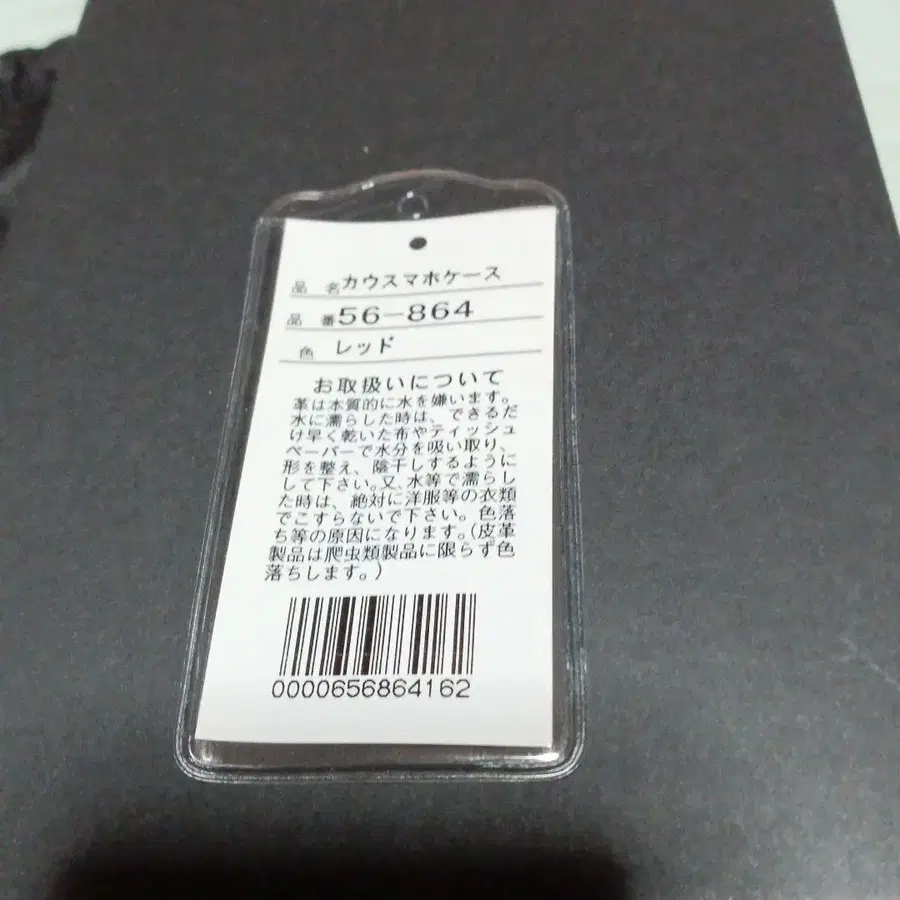 品 名カウスマホケース
品 番56-864
色 レッド
お取扱いについて
革は本質的に水を嫌います。
水に濡らした時は、できるだ
け早く乾いた布やティッシュ
ペーパーで水分を吸い取り、
形を整え、陰干しするように
して下さい。又、水等で濡らし
た時は、絶対に洋服等の衣類
でこすらないで下さい。色落
ち等の原因になります。(皮革
製品は爬虫類製品に限らず色
落ちします。)
0000656864162